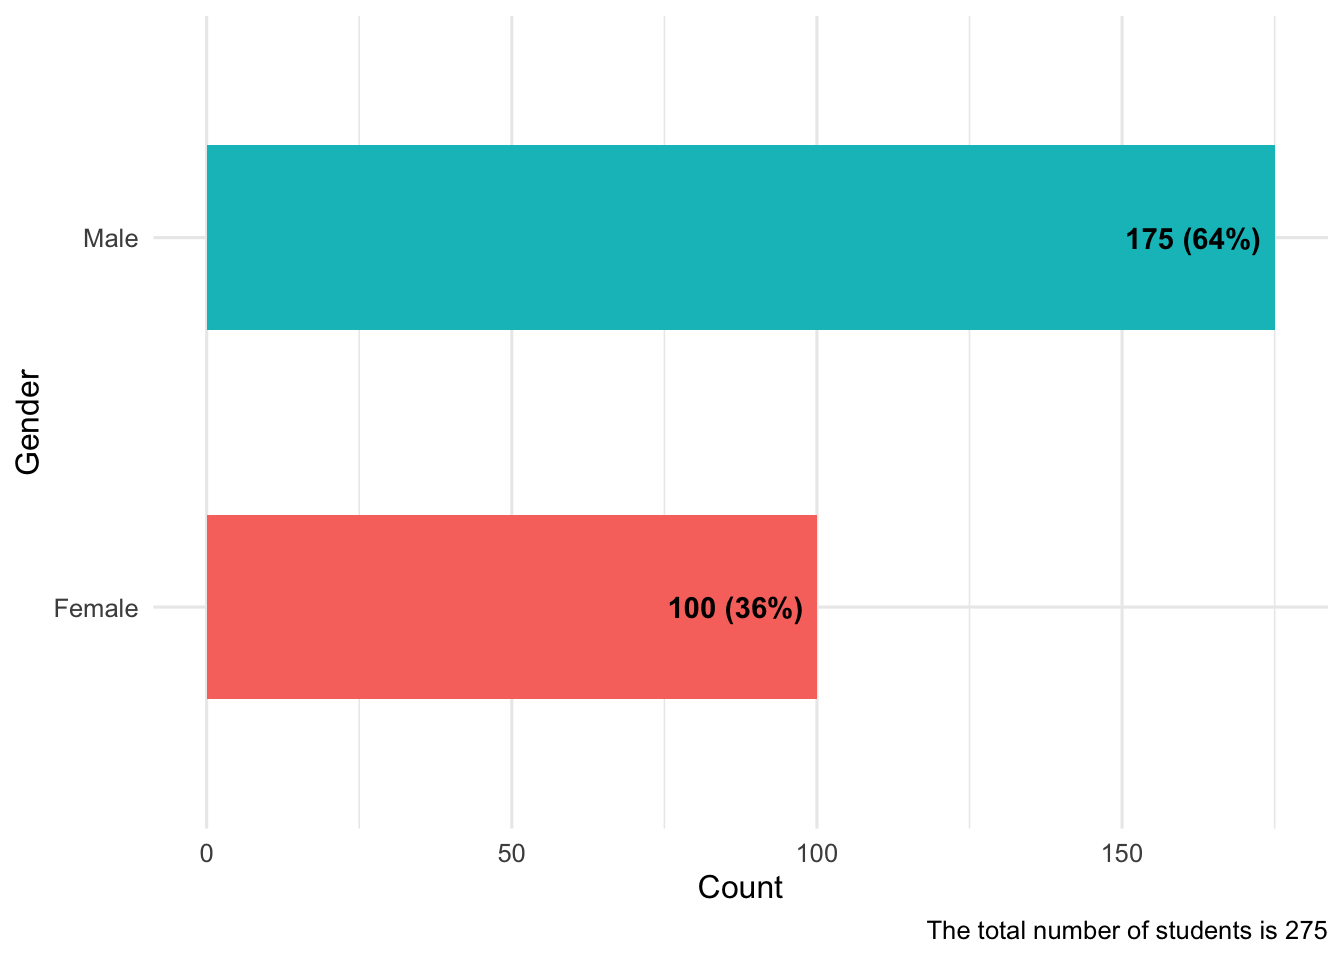 Gender
Male
175 (64%)
Female
100 (36%)
0 50 100 150
Count
The total number of students is 275